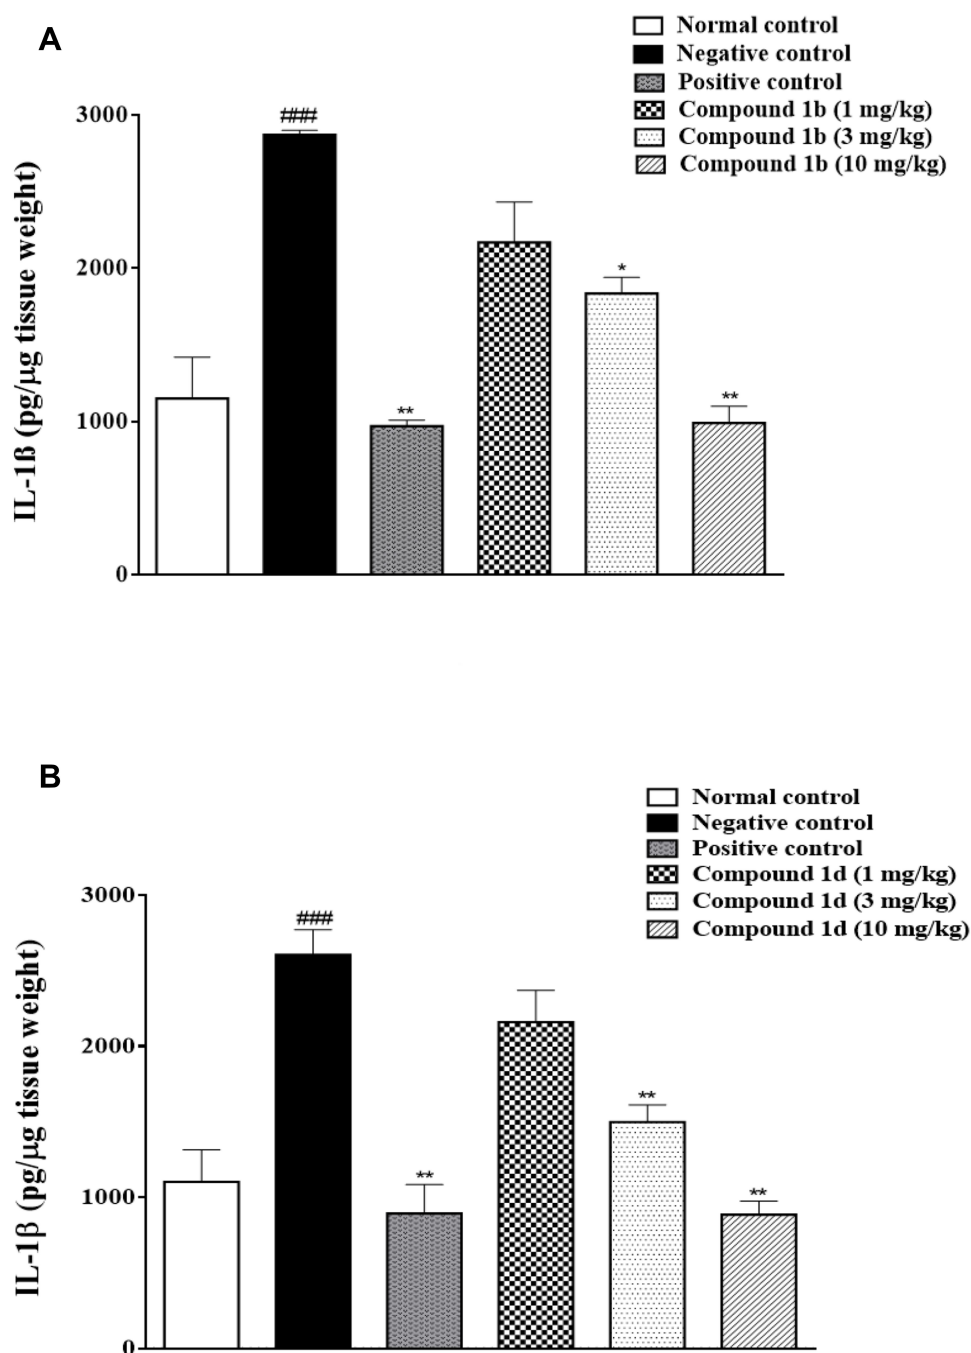 A
Normal control
Negative control
Positive control
Compound 1b (1 mg/kg)
Compound 1b (3 mg/kg)
Compound 1b (10 mg/kg)
IL-1ß (pg/µg tissue weight)
3000
2000
1000
0
###
**
*
**
B
Normal control
Negative control
Positive control
Compound 1d (1 mg/kg)
Compound 1d (3 mg/kg)
Compound 1d (10 mg/kg)
IL-1β (pg/µg tissue weight)
3000
2000
1000
0
###
**
**
**